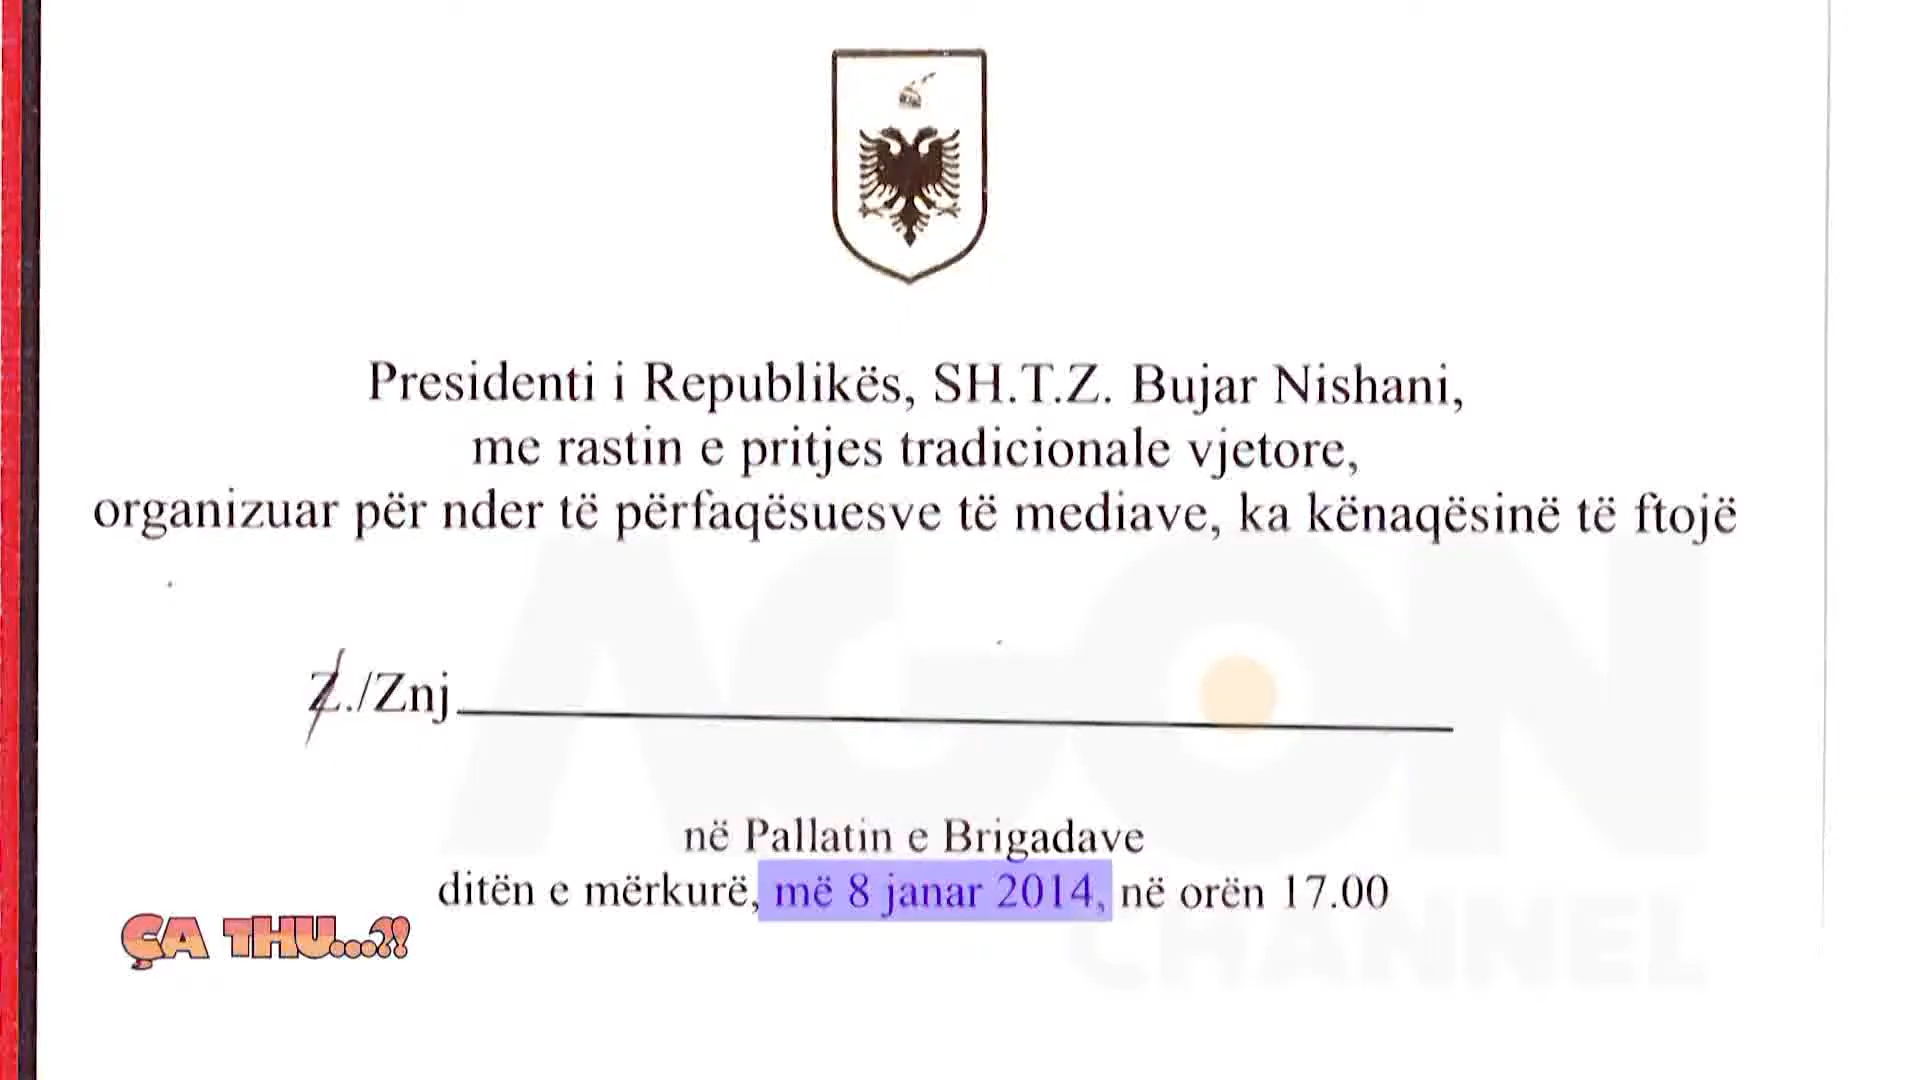 Presidenti i Republikës, SH.T.Z. Bujar Nishani,
me rastin e pritjes tradicionale vjetore,
organizuar për nder të përfaqësuesve të mediave, ka kënaqësinë të ftojë
Z./Znj.
në Pallatin e Brigadave
ditën e mërkurë, më 8 janar 2014, në orën 17.00
ÇA THU...?!
AGON
CHANNEL